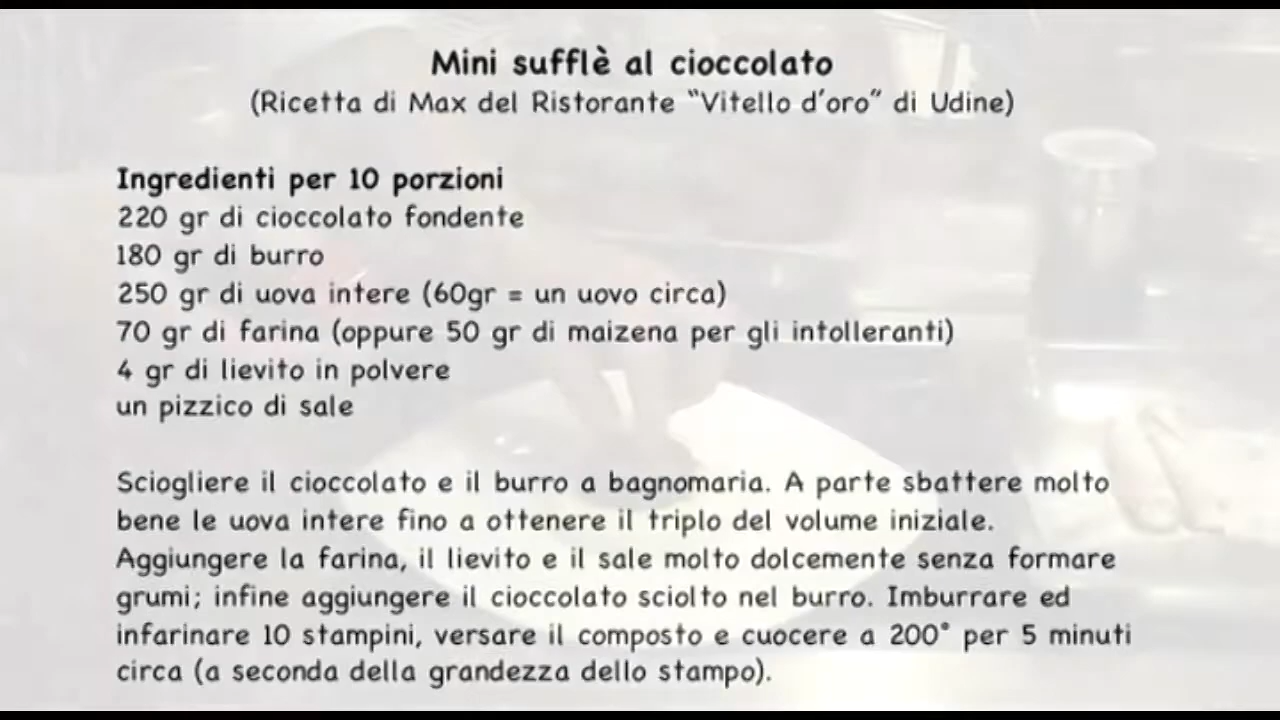 Mini sufflè al cioccolato
(Ricetta di Max del Ristorante “Vitello d’oro” di Udine)
Ingredienti per 10 porzioni
220 gr di cioccolato fondente
180 gr di burro
250 gr di uova intere (60gr = un uovo circa)
70 gr di farina (oppure 50 gr di maizena per gli intolleranti)
4 gr di lievito in polvere
un pizzico di sale
Sciogliere il cioccolato e il burro a bagnomaria. A parte sbattere molto
bene le uova intere fino a ottenere il triplo del volume iniziale.
Aggiungere la farina, il lievito e il sale molto dolcemente senza formare
grumi; infine aggiungere il cioccolato sciolto nel burro. Imburrare ed
infarinare 10 stampini, versare il composto e cuocere a 200° per 5 minuti
circa (a seconda della grandezza dello stampo).